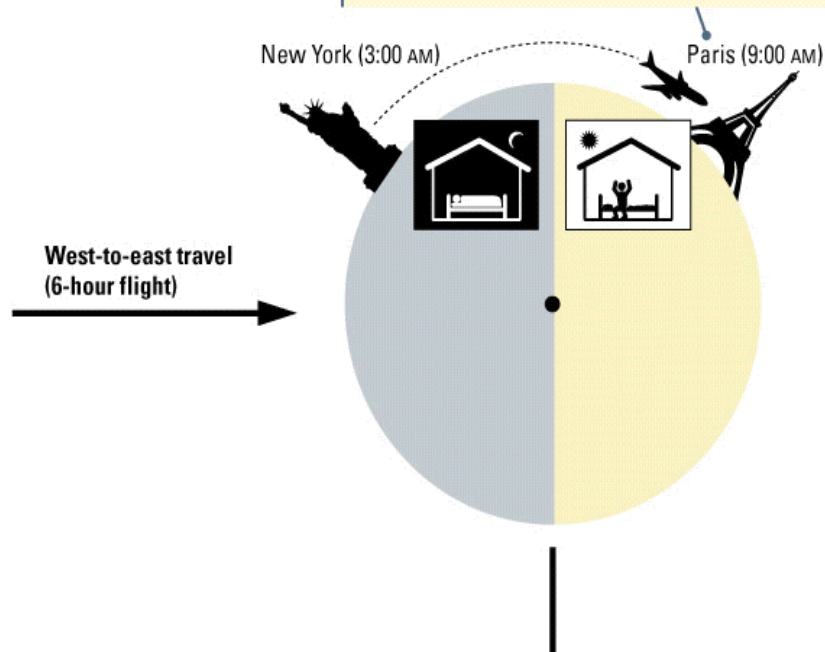 New York (3:00 AM)
Paris (9:00 AM)
West-to-east travel
(6-hour flight)